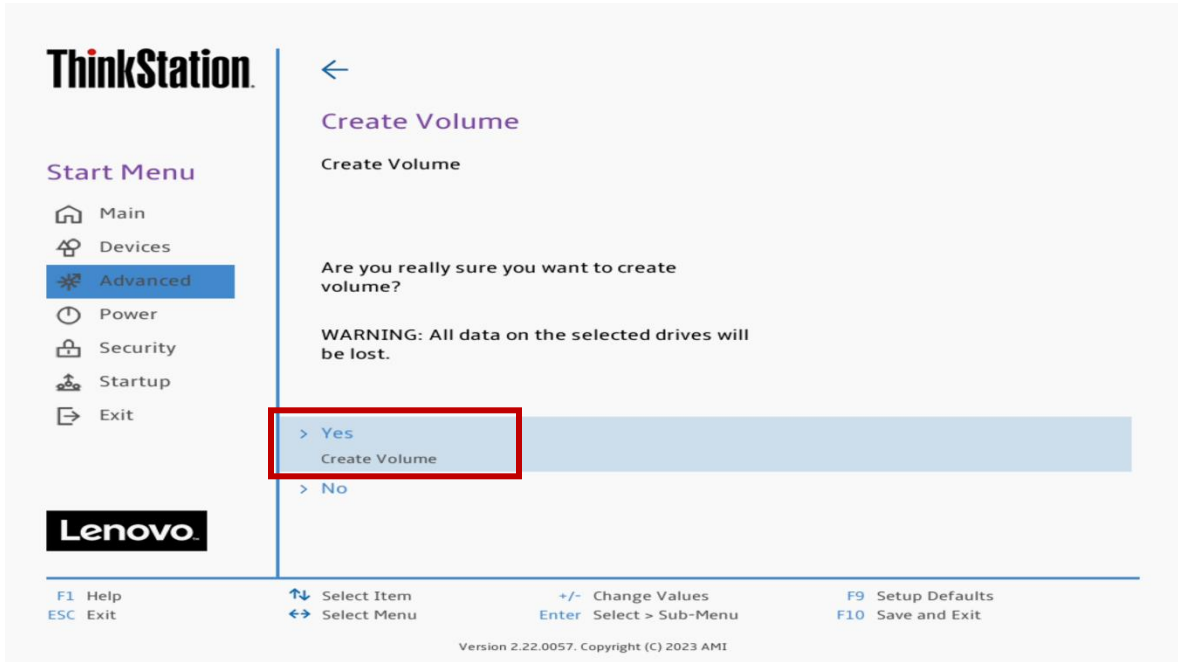 ThinkStation
Create Volume
Create Volume
Start Menu
Main
Devices
Advanced
Power
Security
Startup
Exit
Are you really sure you want to create
volume?
WARNING: All data on the selected drives will
be lost.
> Yes
Create Volume
> No
Lenovo
F1 Help
ESC Exit
↑↓ Select Item
←→ Select Menu
+/- Change Values
Enter Select > Sub-Menu
F9 Setup Defaults
F10 Save and Exit
Version 2.22.0057. Copyright (C) 2023 AMI